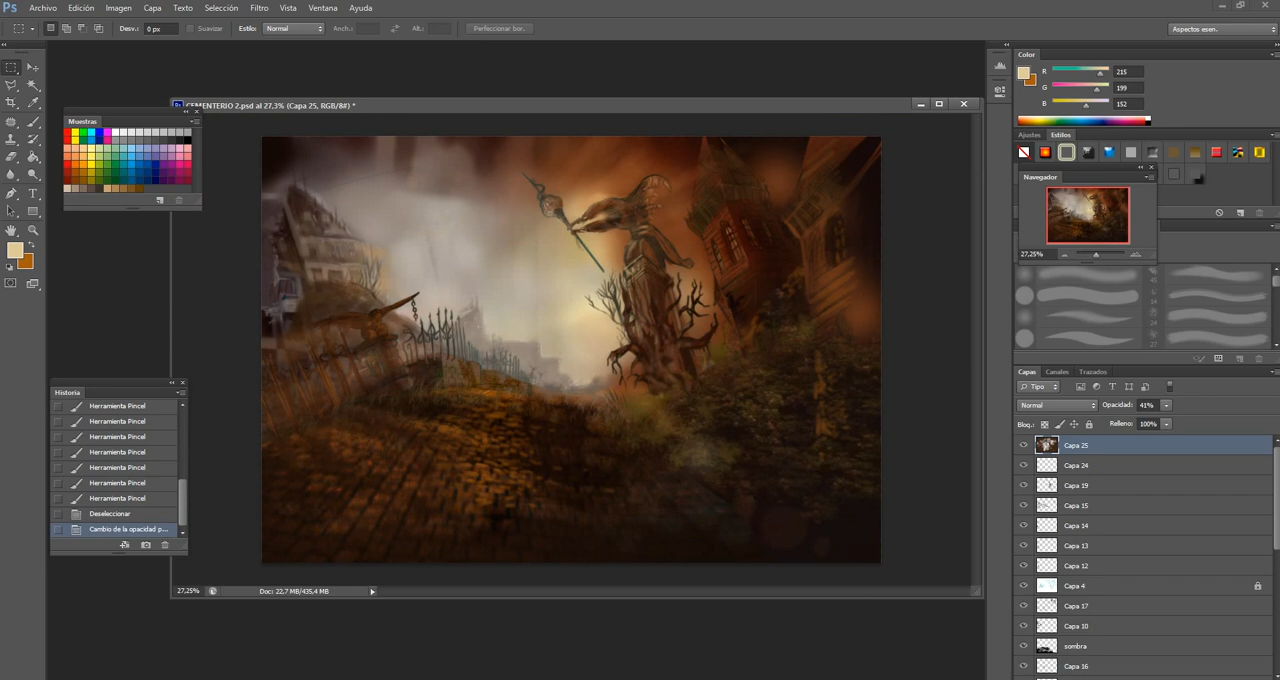 Ps Archivo Edición Imagen Capa Texto Selección Filtro Vista Ventana Ayuda
Desv.: 0 px Suavizar Estilo: Normal Anch.: Alt.: Perfeccionar bor. Aspectos esen.
CEMENTERIO 2.psd al 27,3% (Capa 25, RGB/8#) *
Muestras
Historia
Herramienta Pincel
Herramienta Pincel
Herramienta Pincel
Herramienta Pincel
Herramienta Pincel
Herramienta Pincel
Herramienta Pincel
Deseleccionar
Cambio de la opacidad p...
27,25% Doc: 22,7 MB/435,4 MB
Color
R 215
G 199
B 152
Ajustes Estilos
Navegador
27,25%
Capas Canales Trazados
Tipo
Normal Opacidad: 41%
Bloq.: Relleno: 100%
Capa 25
Capa 24
Capa 19
Capa 15
Capa 14
Capa 13
Capa 12
Capa 4
Capa 17
Capa 10
sombra
Capa 16